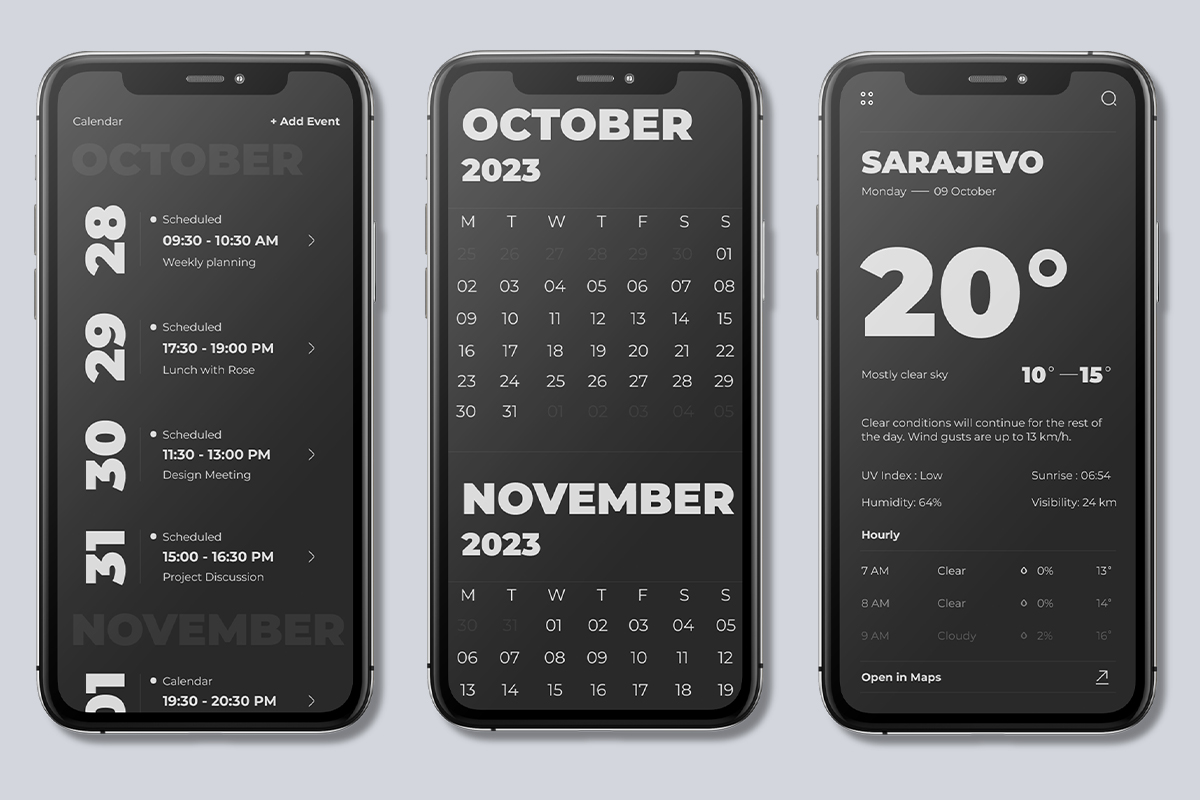 Calendar + Add Event
OCTOBER
28
Scheduled
09:30 - 10:30 AM
Weekly planning
29
Scheduled
17:30 - 19:00 PM
Lunch with Rose
30
Scheduled
11:30 - 13:00 PM
Design Meeting
31
Scheduled
15:00 - 16:30 PM
Project Discussion
NOVEMBER
01
Calendar
19:30 - 20:30 PM
OCTOBER
2023
M T W T F S S
25 26 27 28 29 30 01
02 03 04 05 06 07 08
09 10 11 12 13 14 15
16 17 18 19 20 21 22
23 24 25 26 27 28 29
30 31 01 02 03 04 05
NOVEMBER
2023
M T W T F S S
30 31 01 02 03 04 05
06 07 08 09 10 11 12
13 14 15 16 17 18 19
SARAJEVO
Monday — 09 October
20°
Mostly clear sky 10° — 15°
Clear conditions will continue for the rest of
the day. Wind gusts are up to 13 km/h.
UV Index : Low Sunrise : 06:54
Humidity: 64% Visibility: 24 km
Hourly
7 AM Clear 0% 13°
8 AM Clear 0% 14°
9 AM Cloudy 2% 16°
Open in Maps